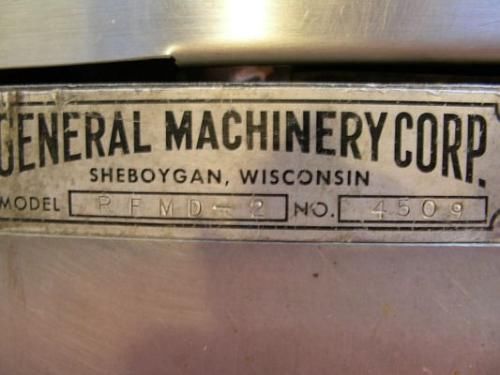 GENERAL MACHINERY CORP.
SHEBOYGAN, WISCONSIN
MODEL RFMD-2 NO. 4509